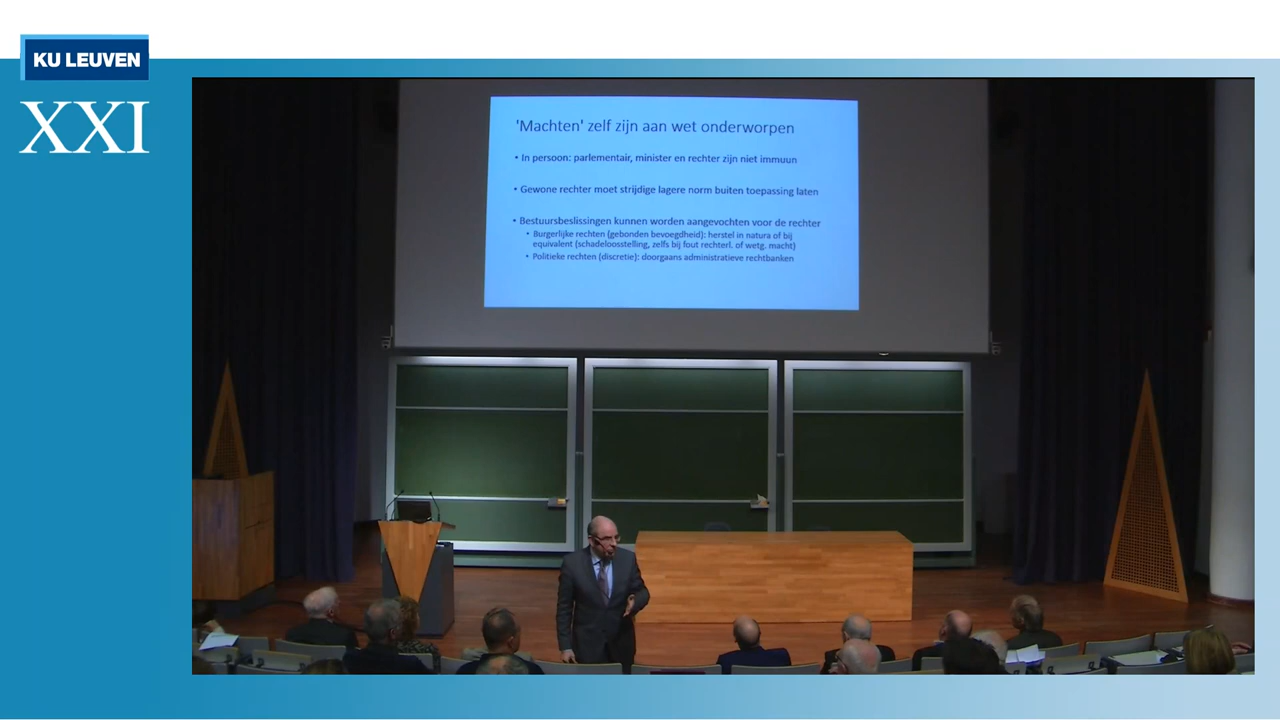 KU LEUVEN
XXI
'Machten' zelf zijn aan wet onderworpen
• In persoon: parlementair, minister en rechter zijn niet immuun
• Gewone rechter moet strijdige lagere norm buiten toepassing laten
• Bestuursbeslissingen kunnen worden aangevochten voor de rechter
• Burgerlijke rechten (gebonden bevoegdheid): herstel in natura of bij
equivalent (schadeloosstelling, zelfs bij fout rechterl. of wetg. macht)
• Politieke rechten (discretie): doorgaans administratieve rechtbanken